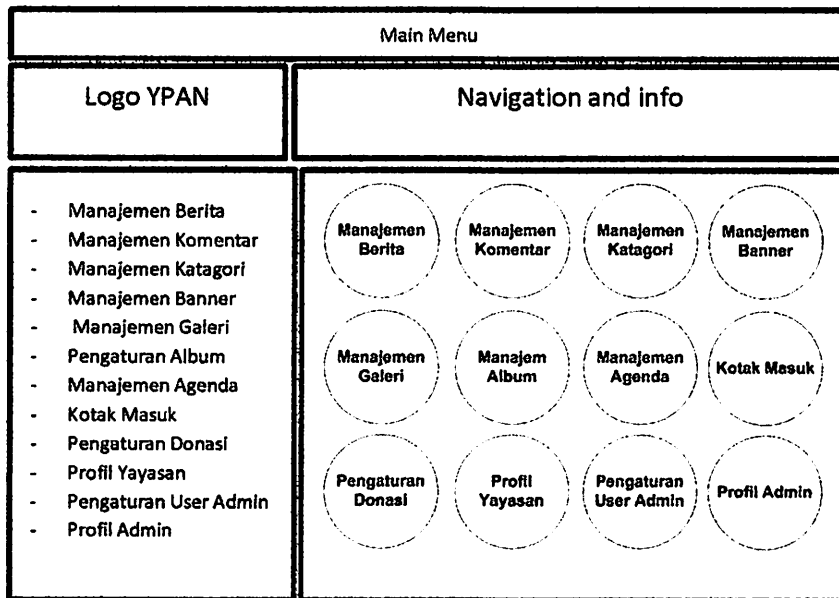 Main Menu
Logo YPAN
Navigation and info
- Manajemen Berita
- Manajemen Komentar
- Manajemen Katagori
- Manajemen Banner
- Manajemen Galeri
- Pengaturan Album
- Manajemen Agenda
- Kotak Masuk
- Pengaturan Donasi
- Profil Yayasan
- Pengaturan User Admin
- Profil Admin
Manajemen
Berita
Manajemen
Komentar
Manajemen
Katagori
Manajemen
Banner
Manajemen
Galeri
Manajem
Album
Manajemen
Agenda
Kotak Masuk
Pengaturan
Donasi
Profil
Yayasan
Pengaturan
User Admin
Profil Admin